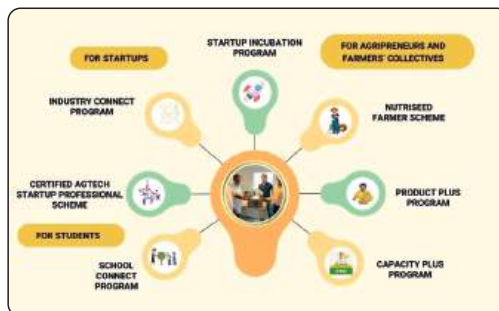 STARTUP INCUBATION
PROGRAM
FOR STARTUPS
FOR AGRIPRENEURS AND
FARMERS' COLLECTIVES
INDUSTRY CONNECT
PROGRAM
NUTRISEED
FARMER SCHEME
CERTIFIED AGTECH
STARTUP PROFESSIONAL
SCHEME
PRODUCT PLUS
PROGRAM
FOR STUDENTS
SCHOOL
CONNECT
PROGRAM
CAPACITY PLUS
PROGRAM